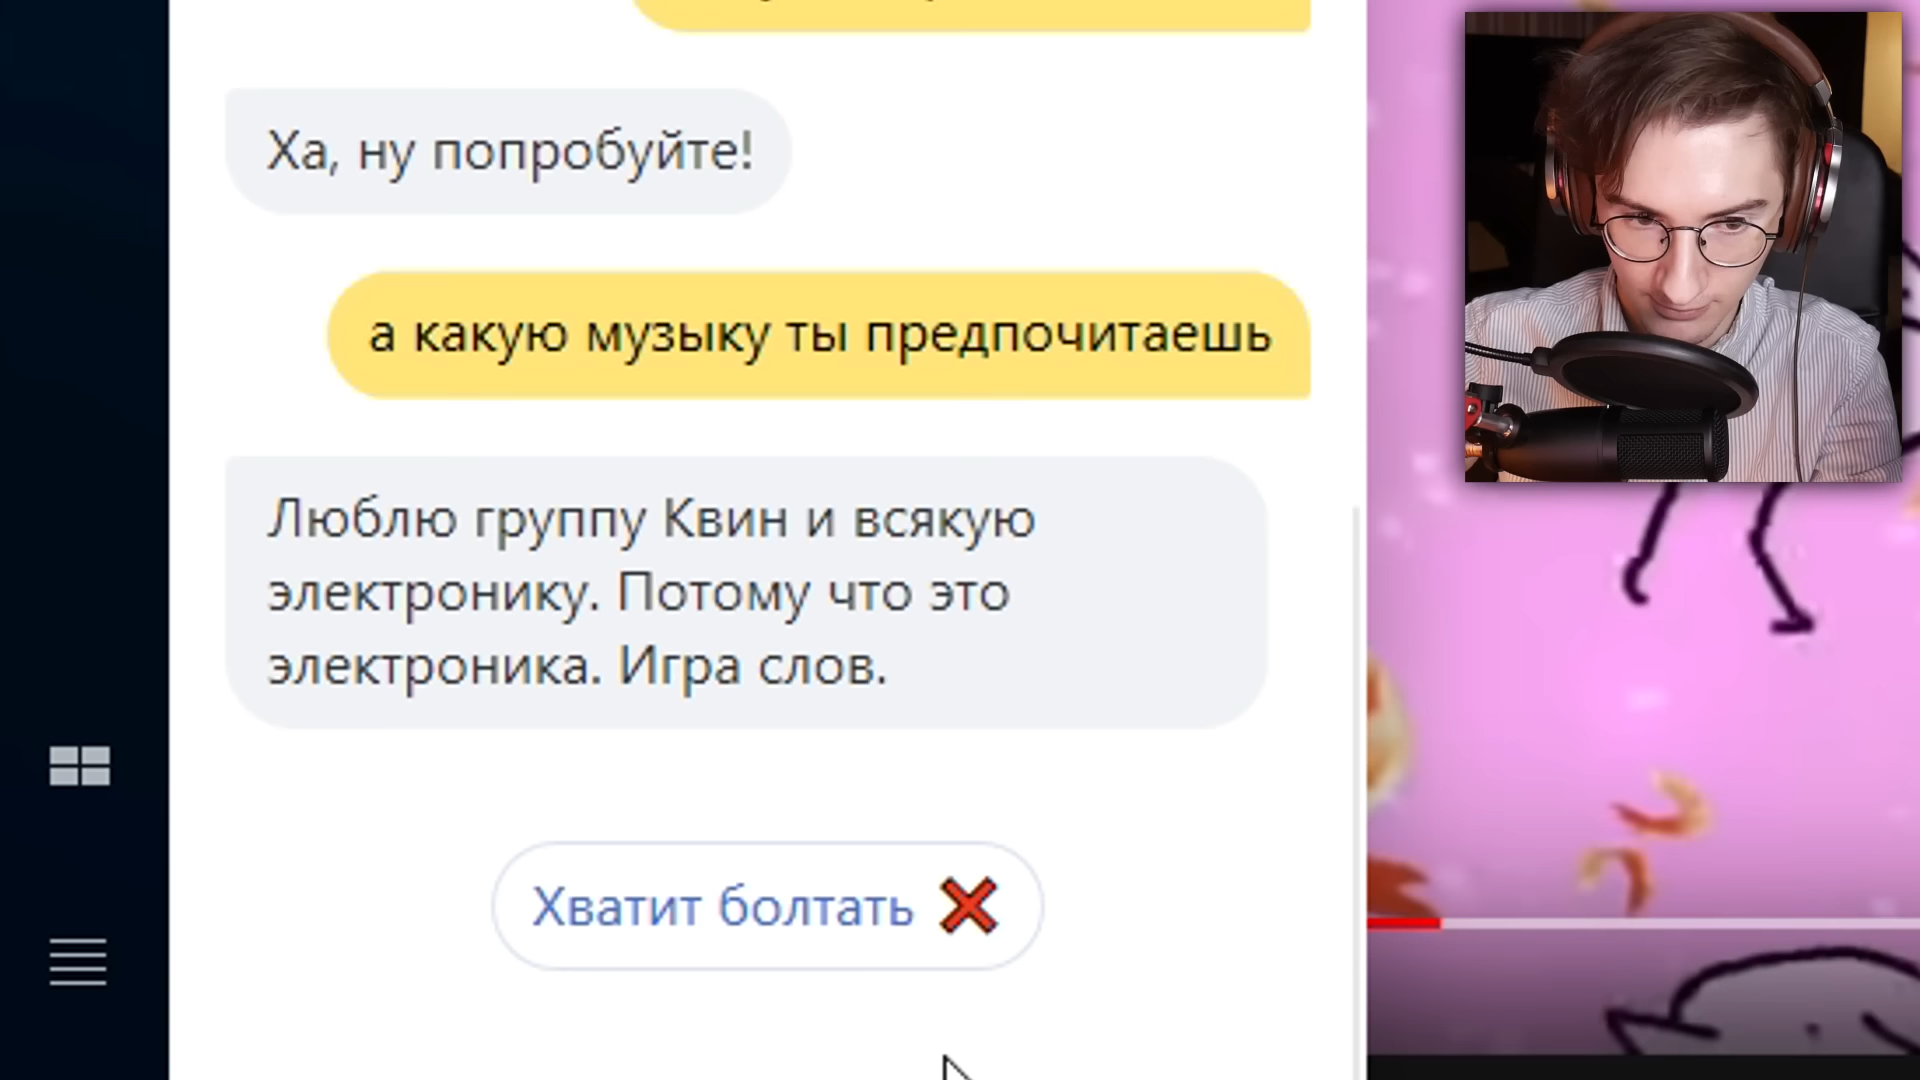 Ха, ну попробуйте!
а какую музыку ты предпочитаешь
Люблю группу Квин и всякую
электронику. Потому что это
электроника. Игра слов.
Хватит болтать